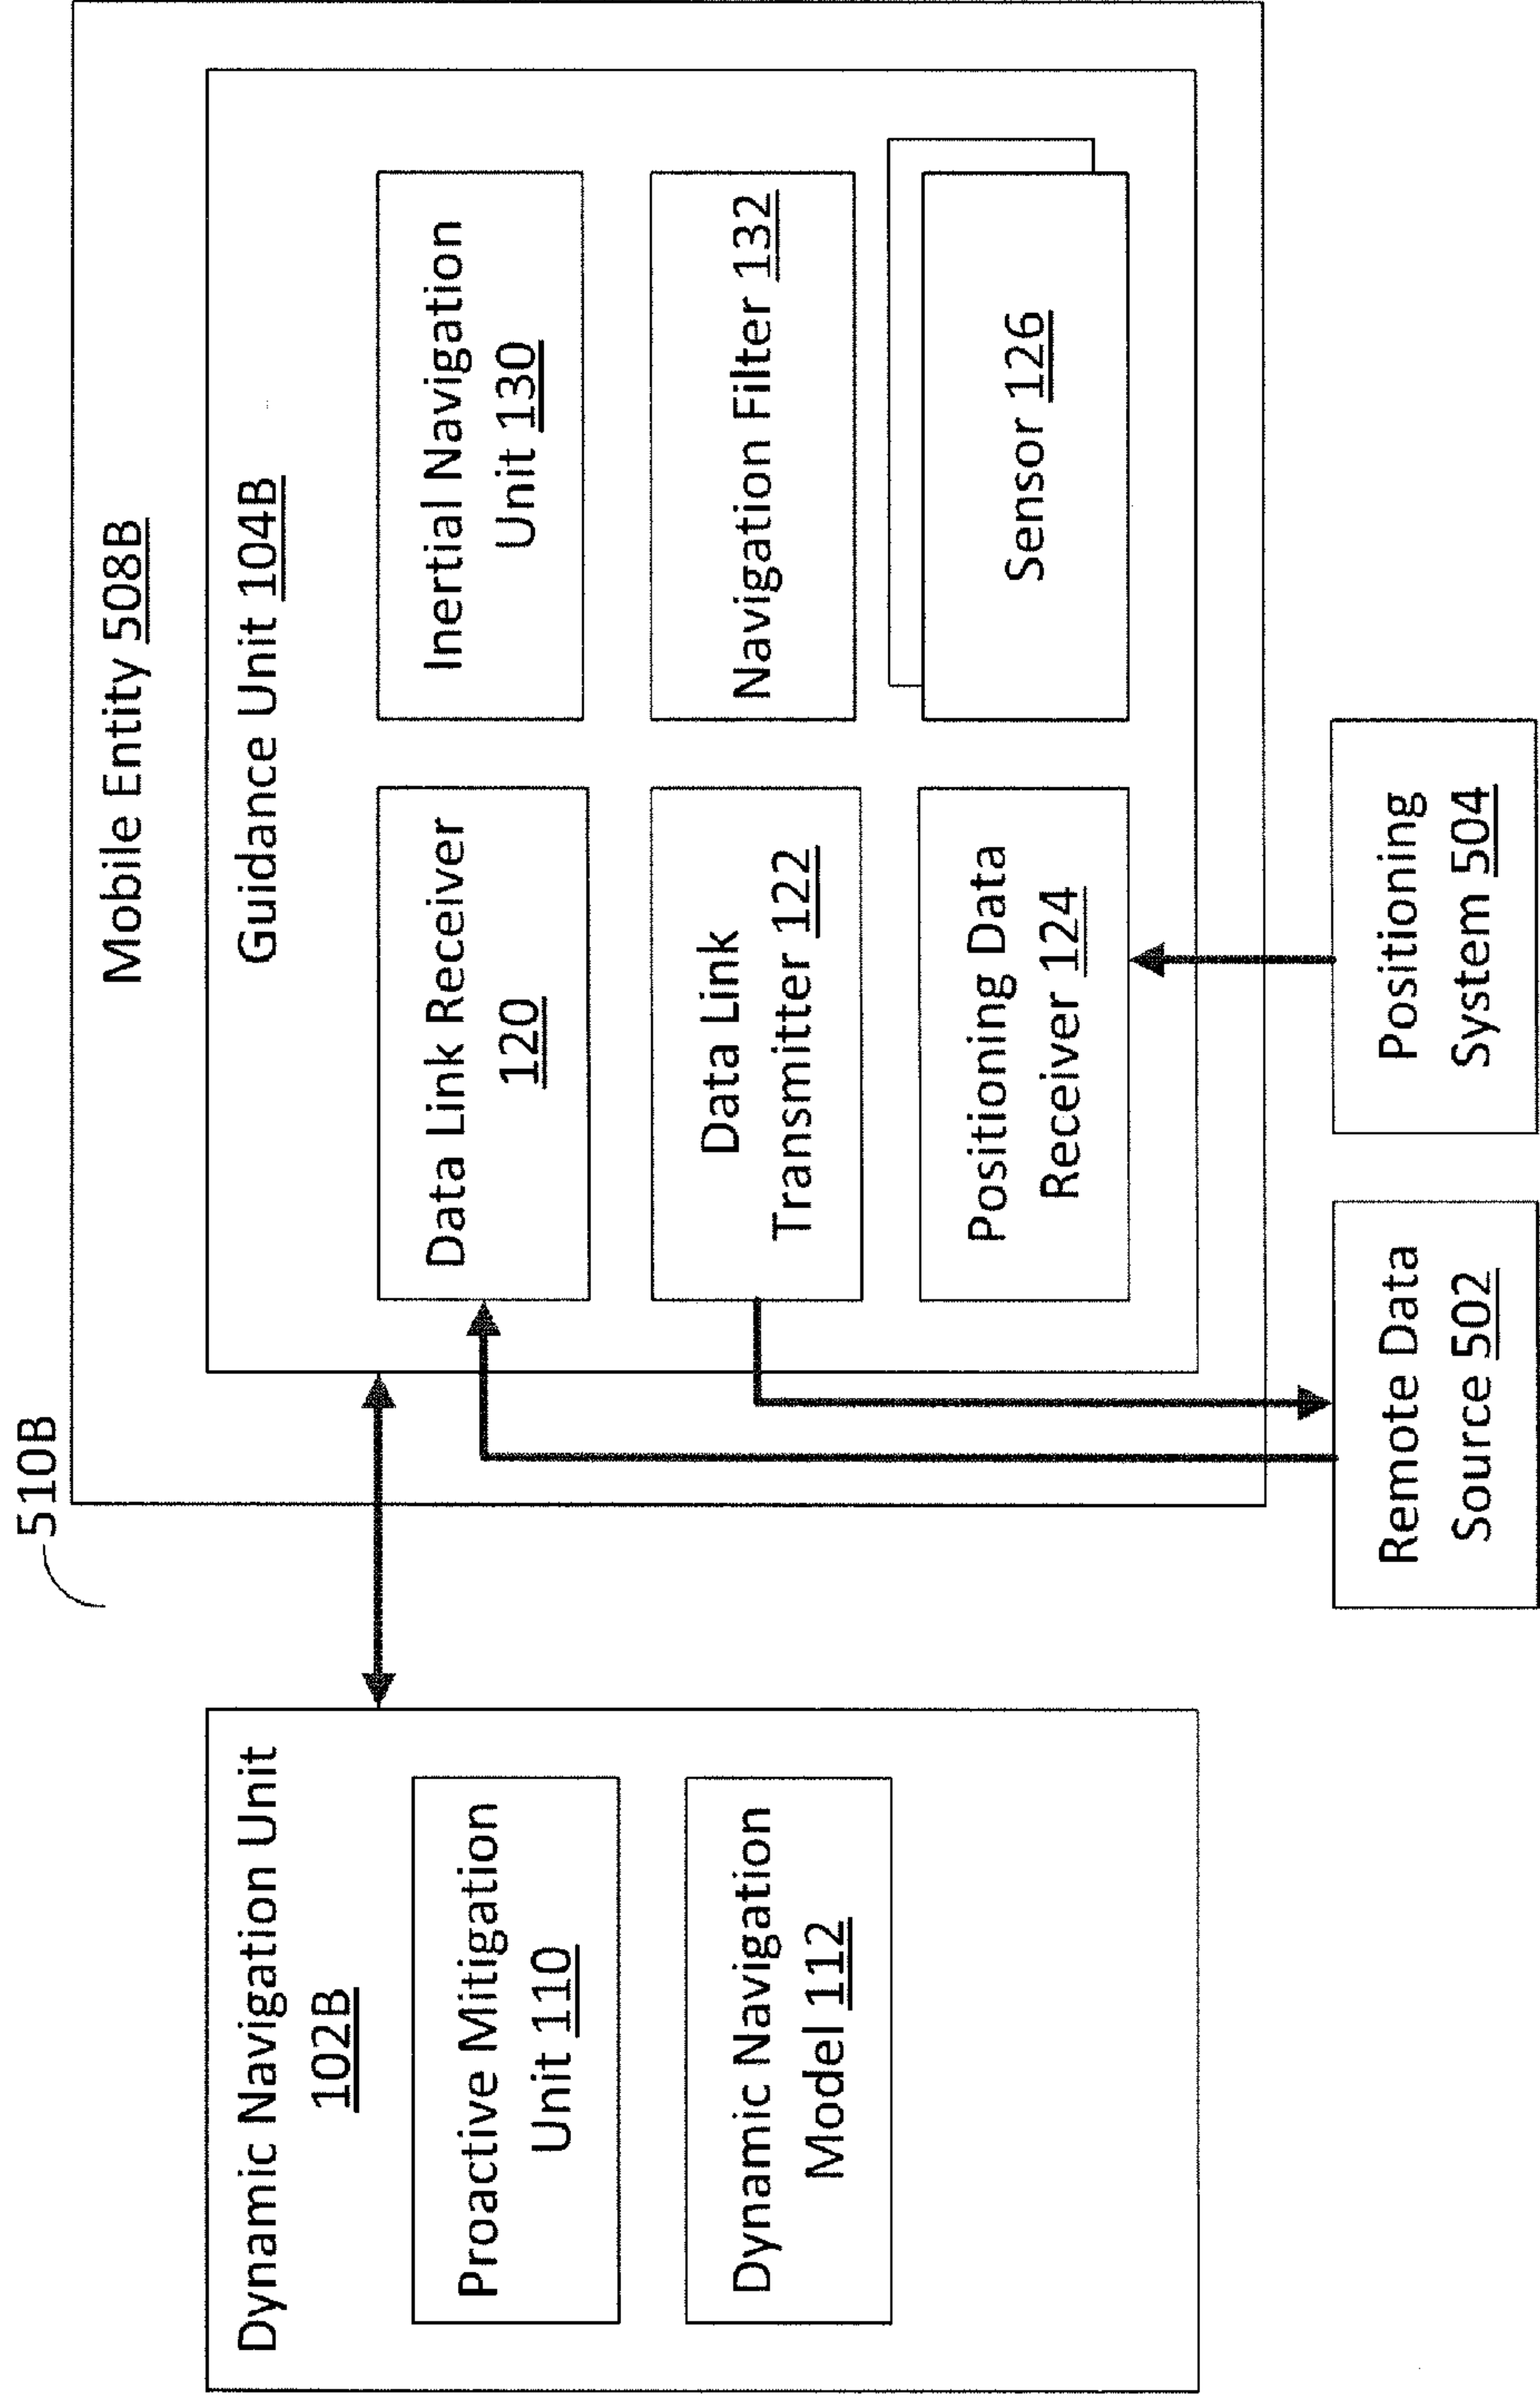 510B
Dynamic Navigation Unit
102B
Proactive Mitigation
Unit 110
Dynamic Navigation
Model 112
Mobile Entity 508B
Guidance Unit 104B
Data Link Receiver
120
Inertial Navigation
Unit 130
Data Link
Transmitter 122
Navigation Filter 132
Positioning Data
Receiver 124
Sensor 126
Remote Data
Source 502
Positioning
System 504